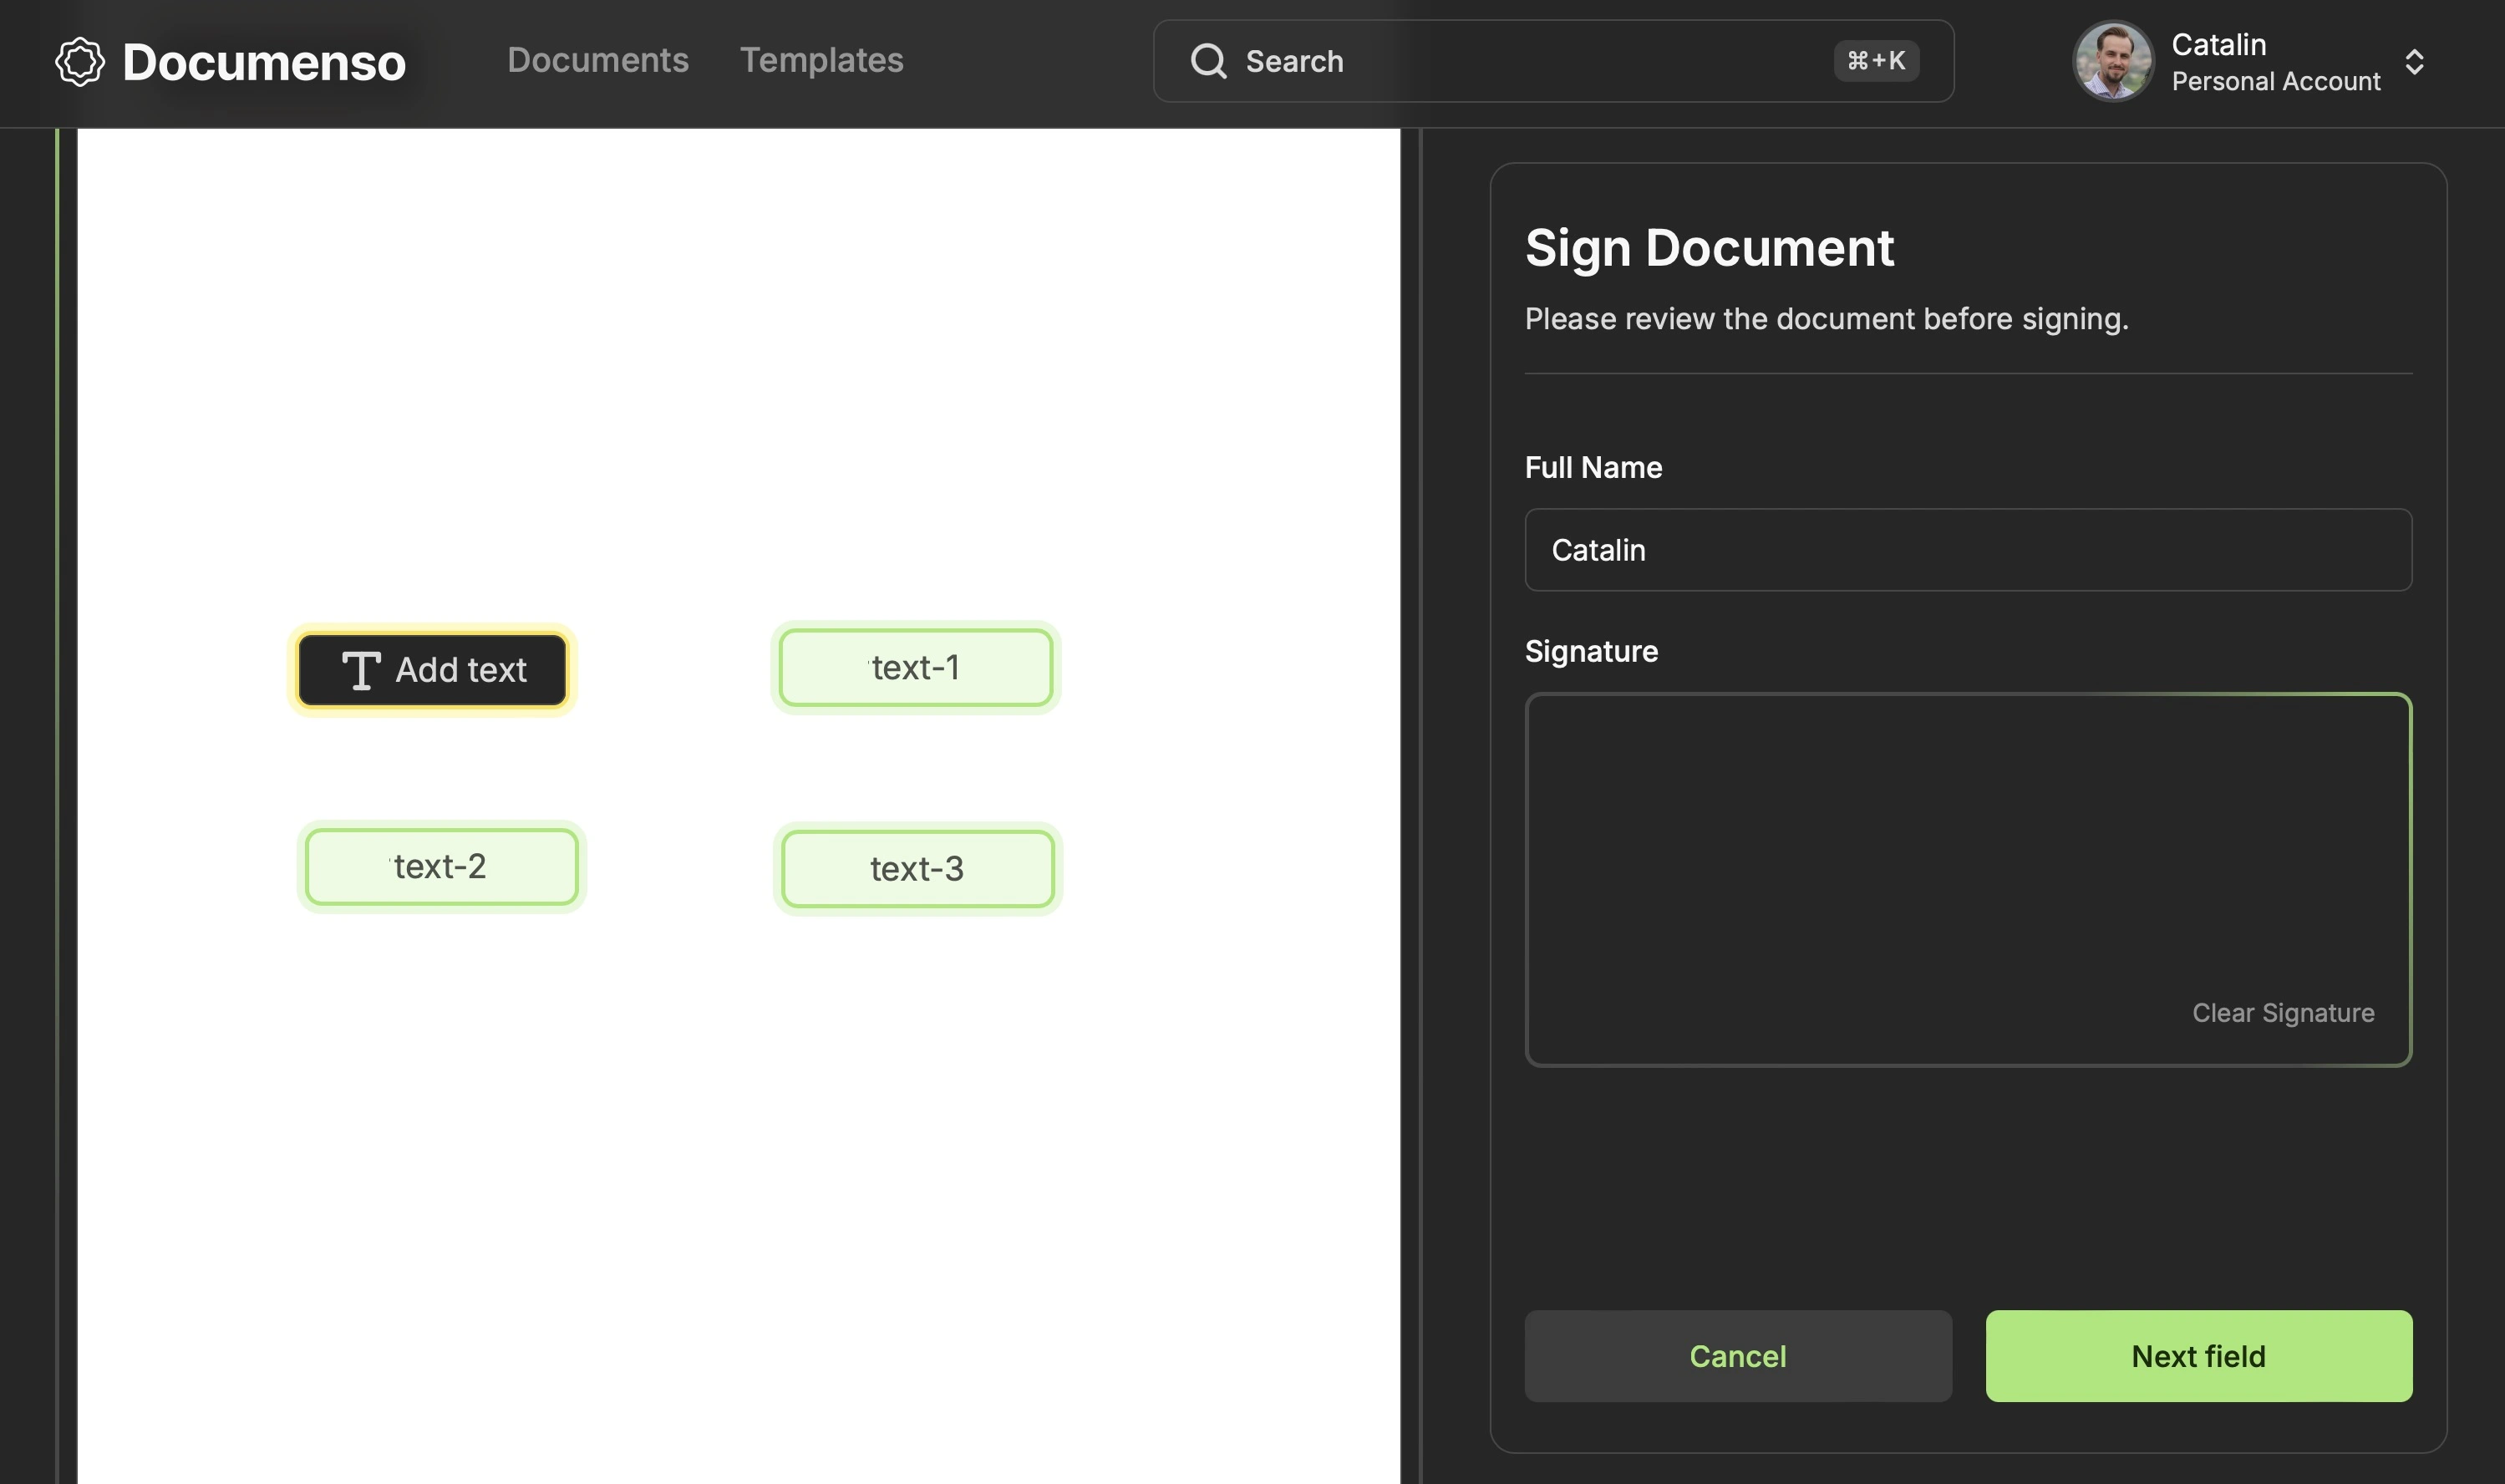 Documenso
Documents
Templates
Search
⌘+K
Catalin
Personal Account
Sign Document
Please review the document before signing.
Full Name
Catalin
Signature
Clear Signature
Cancel
Next field
Add text
text-1
text-2
text-3